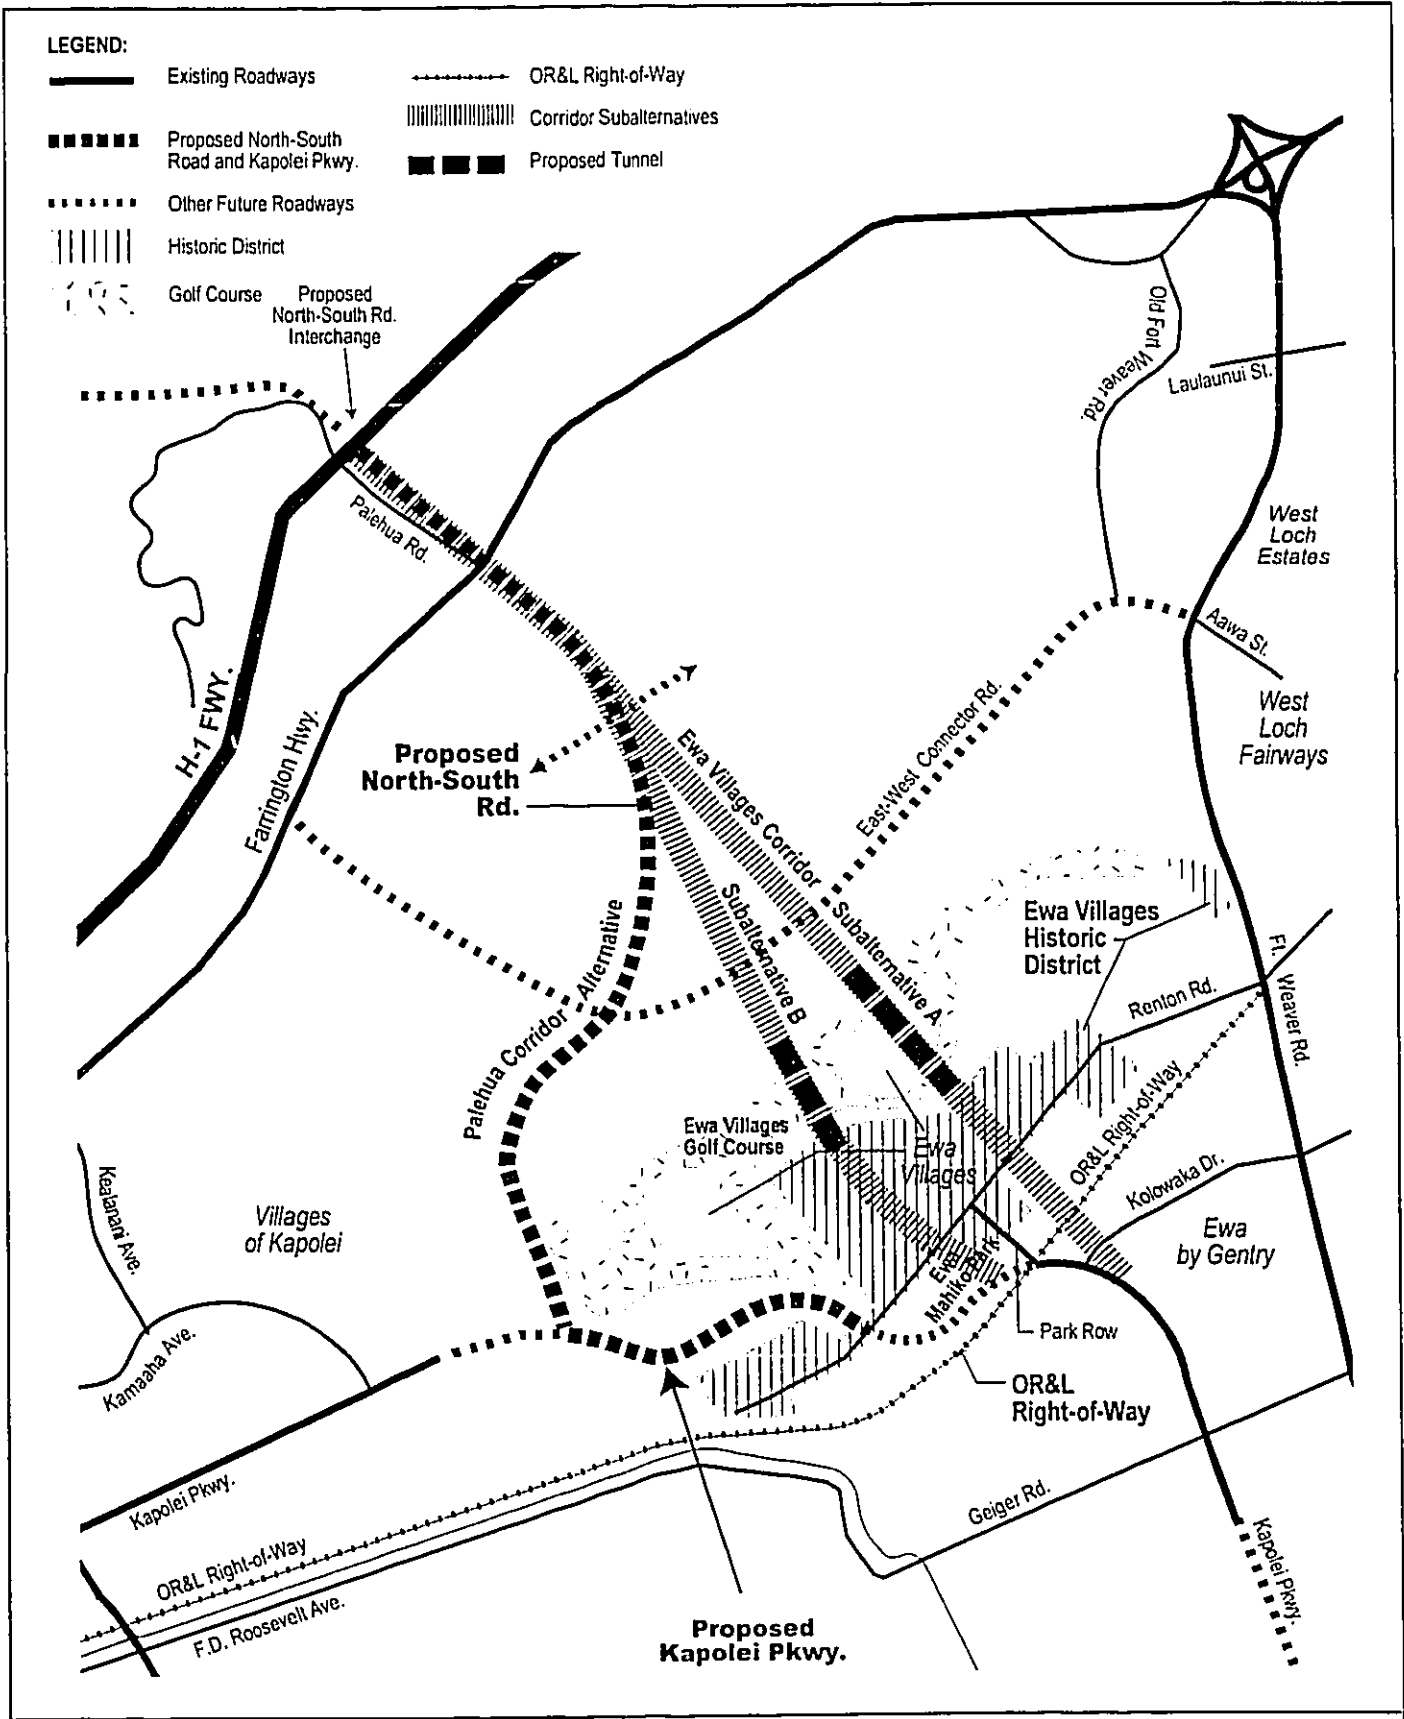 LEGEND:
Existing Roadways
Proposed North-South
Road and Kapolei Pkwy.
Other Future Roadways
Historic District
Golf Course
OR&L Right-of-Way
Corridor Subalternatives
Proposed Tunnel
Proposed
North-South Rd.
Interchange
Old Fort Weaver Rd.
Laulaunui St.
Palehua Rd.
West
Loch
Estates
Aawa St.
H-1 FWY.
Farrington Hwy.
West
Loch
Fairways
East-West Connector Rd.
Proposed
North-South
Rd.
Ewa Villages Corridor Subalternative A
Subalternative B
Palehua Corridor Alternative
Ewa Villages
Historic
District
Ft. Weaver Rd.
Renton Rd.
OR&L Right-of-Way
Ewa Villages
Golf Course
Ewa
Villages
Kolowaka Dr.
Kealanani Ave.
Villages
of Kapolei
Ewa
by Gentry
Ewa
Mahiko Park
Park Row
Kamaaha Ave.
OR&L
Right-of-Way
Kapolei Pkwy.
Geiger Rd.
OR&L Right-of-Way
F.D. Roosevelt Ave.
Kapolei Pkwy.
Proposed
Kapolei Pkwy.